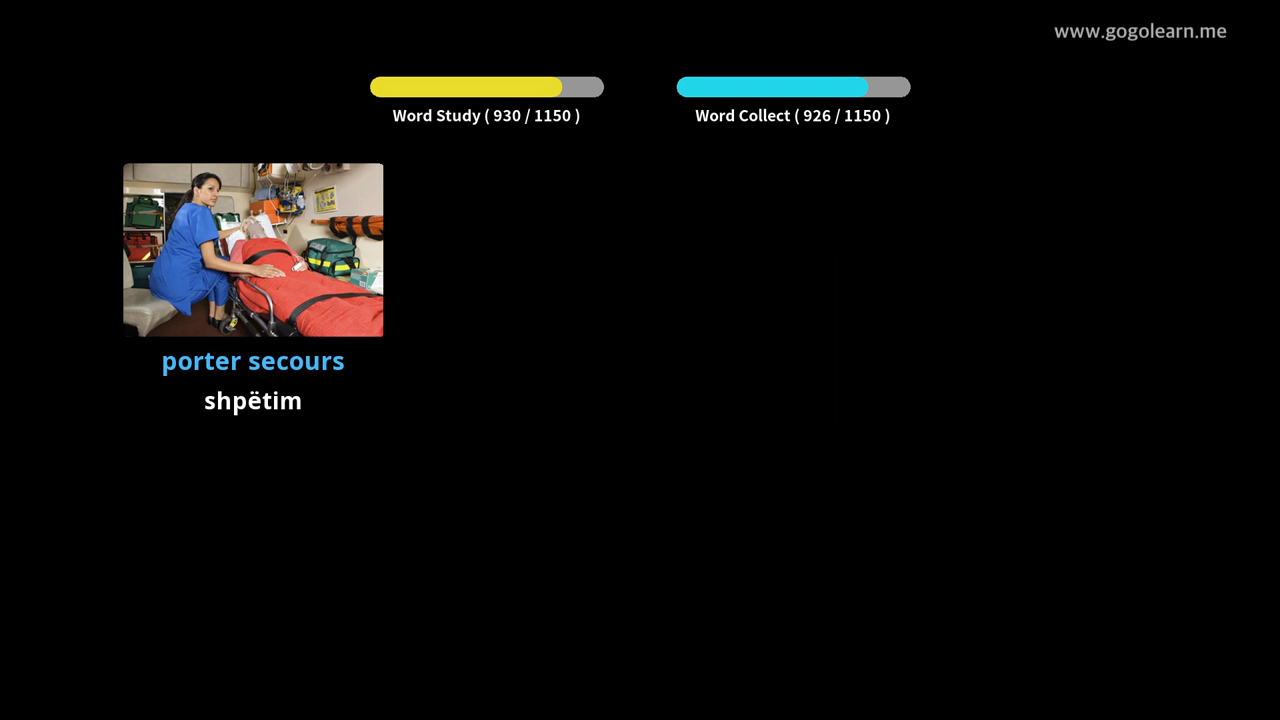 www.gogolearn.me
Word Study ( 930 / 1150 )
Word Collect ( 926 / 1150 )
porter secours
shpëtim